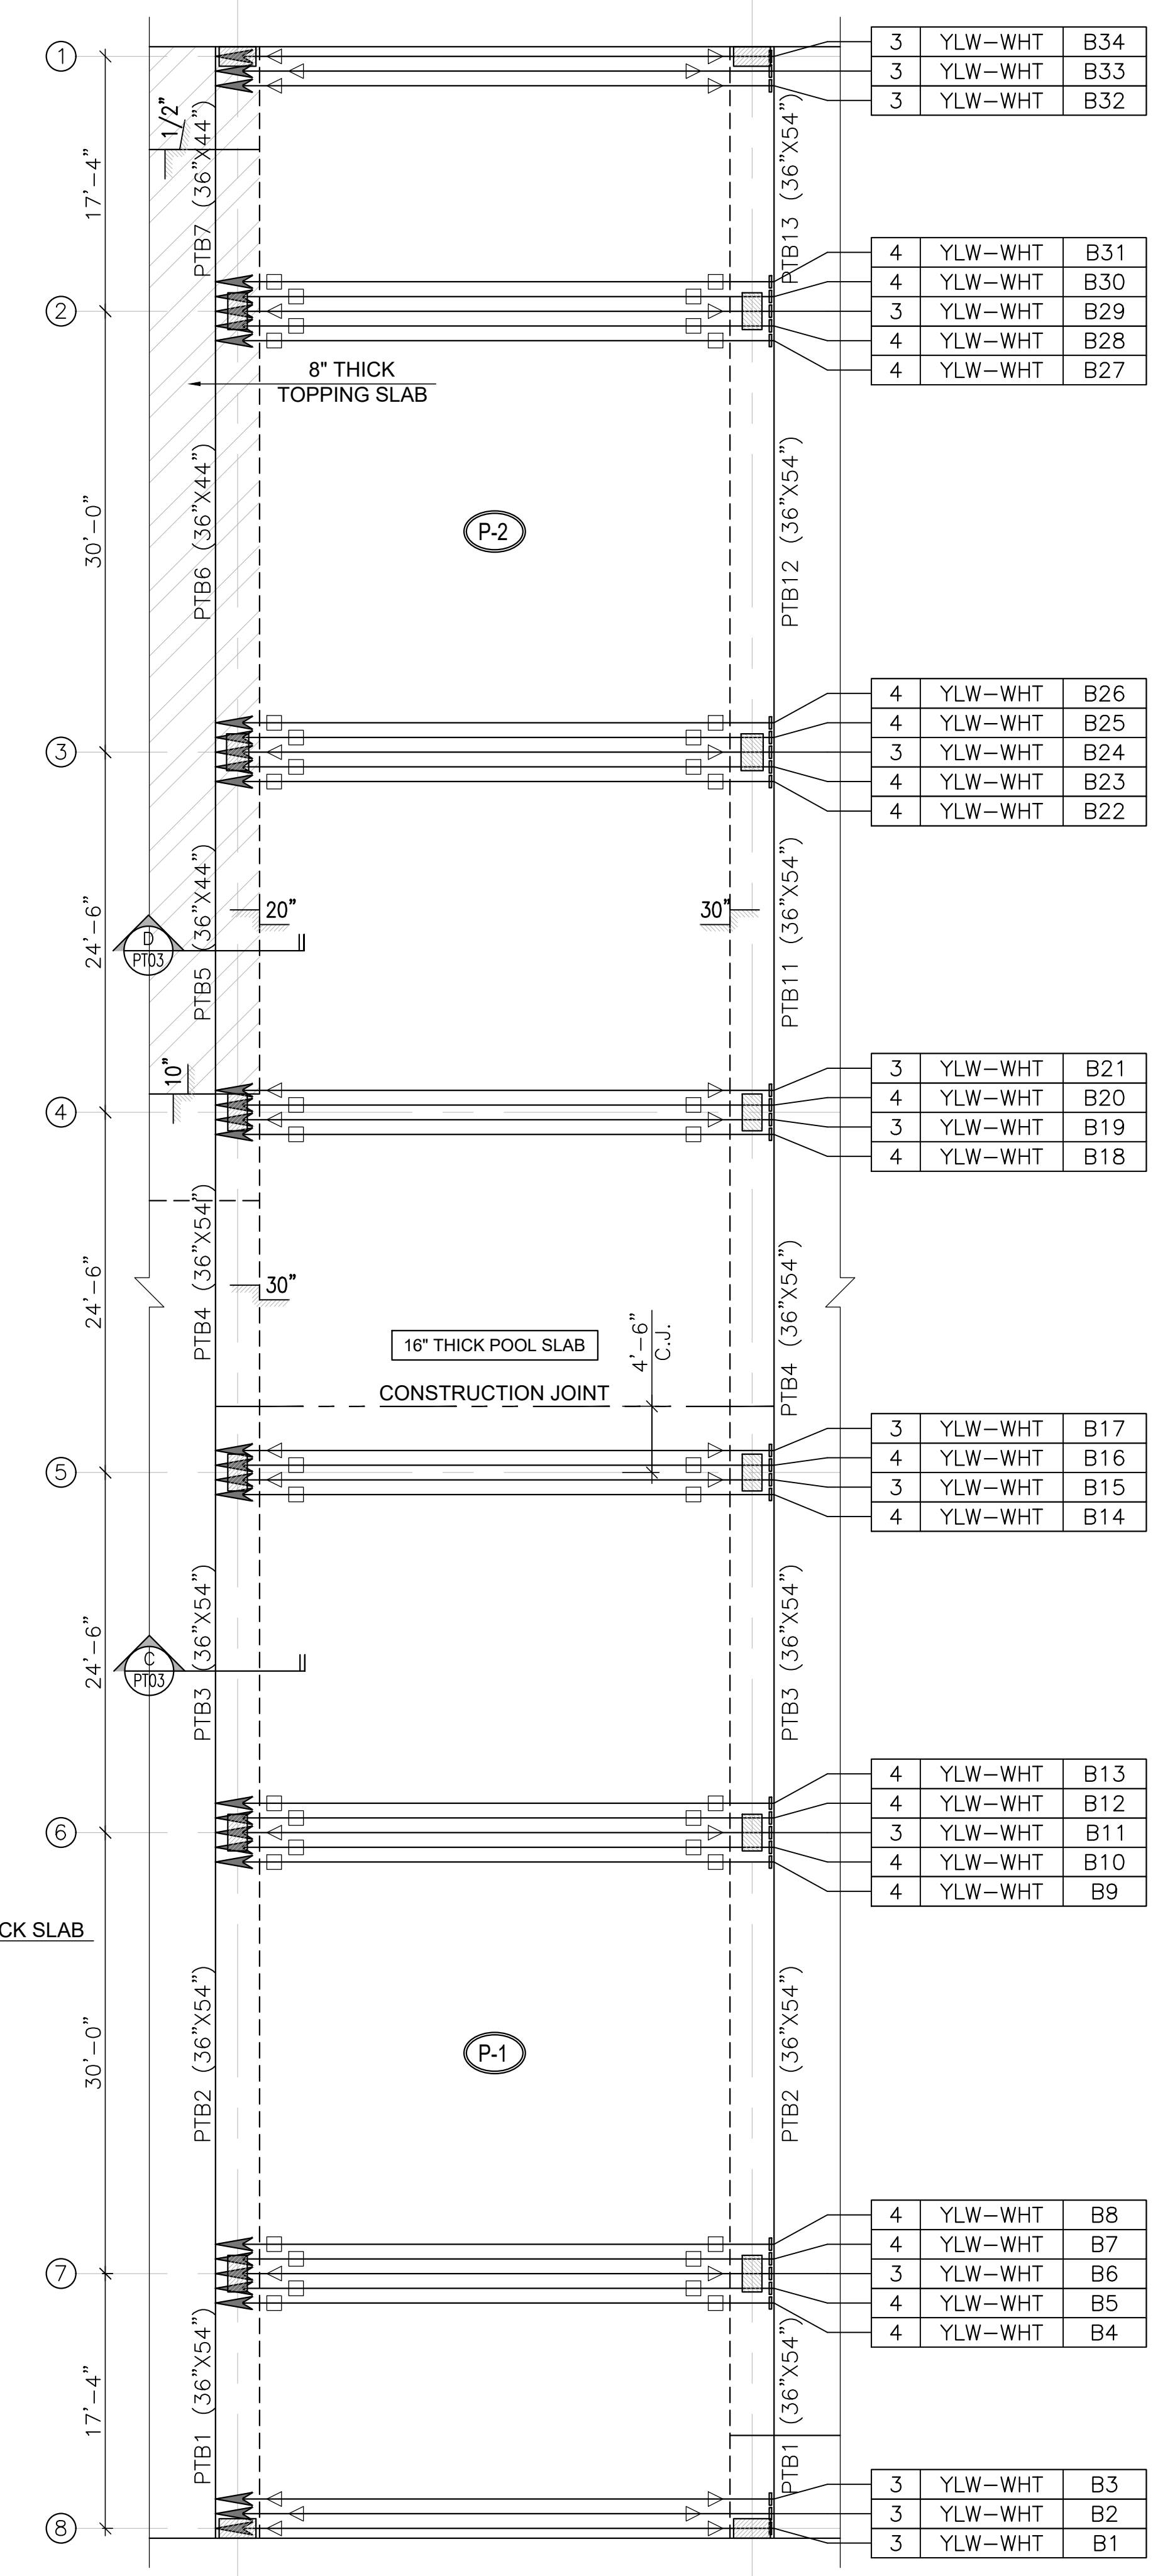 1
3 YLW-WHT B34
3 YLW-WHT B33
3 YLW-WHT B32
1/2"
17'-4"
PTB7 (36"X44")
PTB13 (36"X54")
2
4 YLW-WHT B31
4 YLW-WHT B30
3 YLW-WHT B29
4 YLW-WHT B28
4 YLW-WHT B27
8" THICK
TOPPING SLAB
30'-0"
PTB6 (36"X44")
P-2
PTB12 (36"X54")
3
4 YLW-WHT B26
4 YLW-WHT B25
3 YLW-WHT B24
4 YLW-WHT B23
4 YLW-WHT B22
24'-6"
PTB5 (36"X44")
20"
30"
PTB11 (36"X54")
D
PT03
10"
4
3 YLW-WHT B21
4 YLW-WHT B20
3 YLW-WHT B19
4 YLW-WHT B18
24'-6"
PTB4 (36"X54")
30"
16" THICK POOL SLAB
4'-6"
C.J.
PTB4 (36"X54")
CONSTRUCTION JOINT
5
3 YLW-WHT B17
4 YLW-WHT B16
3 YLW-WHT B15
4 YLW-WHT B14
24'-6"
PTB3 (36"X54")
PTB3 (36"X54")
C
PT03
6
4 YLW-WHT B13
4 YLW-WHT B12
3 YLW-WHT B11
4 YLW-WHT B10
4 YLW-WHT B9
CK SLAB
30'-0"
PTB2 (36"X54")
P-1
PTB2 (36"X54")
7
4 YLW-WHT B8
4 YLW-WHT B7
3 YLW-WHT B6
4 YLW-WHT B5
4 YLW-WHT B4
17'-4"
PTB1 (36"X54")
PTB1 (36"X54")
8
3 YLW-WHT B3
3 YLW-WHT B2
3 YLW-WHT B1